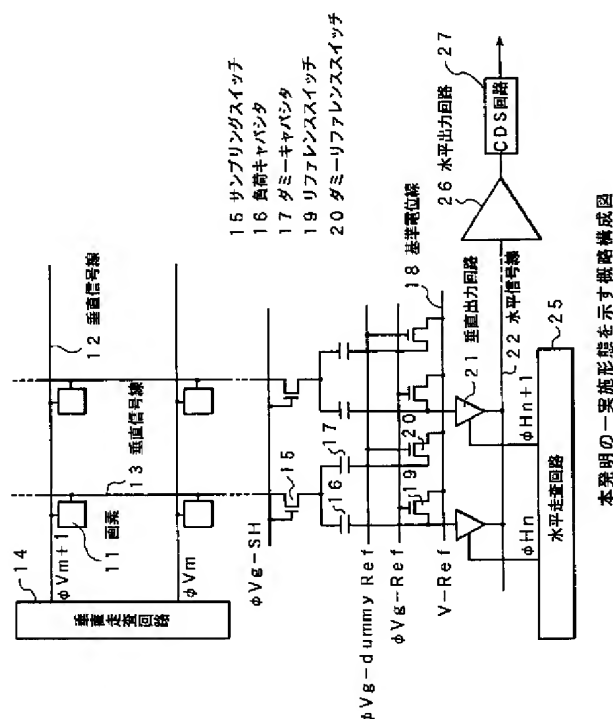 14
垂直走査回路
φVm+1
11 画素
13 垂直信号線
12 垂直信号線
φVm
φVg-SH
15
16
17
15 サンプリングスイッチ
16 負荷キャパシタ
17 ダミーキャパシタ
19 リファレンススイッチ
20 ダミーリファレンススイッチ
φVg-dummy Ref
φVg-Ref
V-Ref
19
20
18 基準電位線
21 垂直出力回路
22 水平信号線
φHn
φHn+1
水平走査回路
25
26 水平出力回路
CDS回路
27
本発明の一実施形態を示す概略構成図